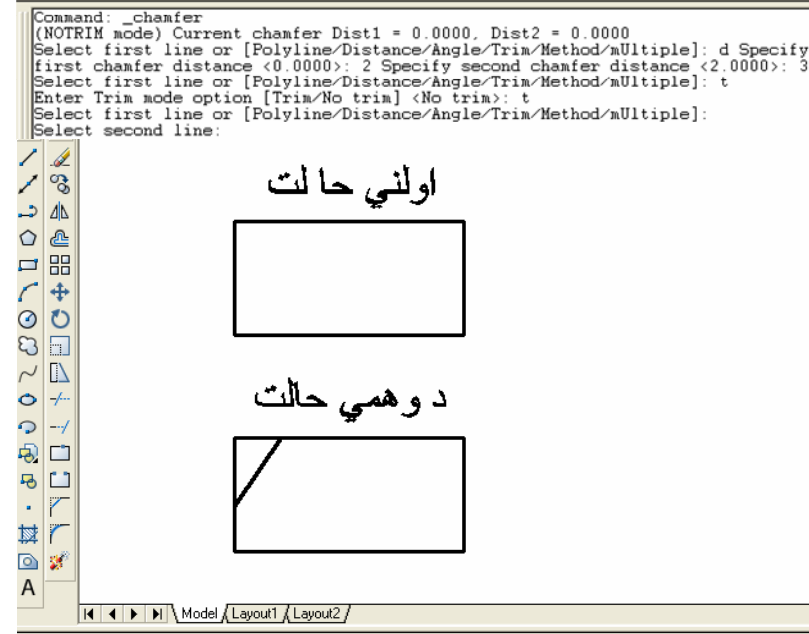 Command: _chamfer
(NOTRIM mode) Current chamfer Dist1 = 0.0000, Dist2 = 0.0000
Select first line or [Polyline/Distance/Angle/Trim/Method/mUltiple]: d Specify
first chamfer distance <0.0000>: 2 Specify second chamfer distance <2.0000>: 3
Select first line or [Polyline/Distance/Angle/Trim/Method/mUltiple]: t
Enter Trim mode option [Trim/No trim] <No trim>: t
Select first line or [Polyline/Distance/Angle/Trim/Method/mUltiple]:
Select second line:
اولني حا لت
د و همي حالت
A
Model Layout1 Layout2